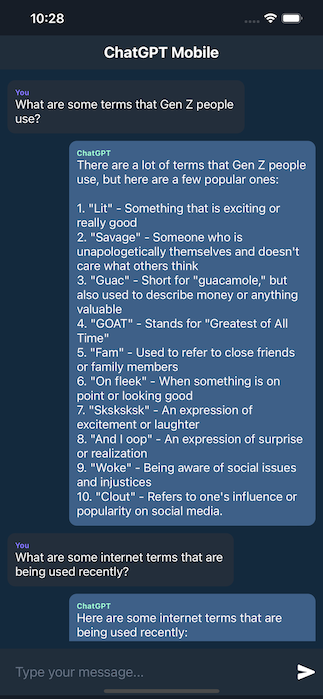 10:28
ChatGPT Mobile
You
What are some terms that Gen Z people
use?
ChatGPT
There are a lot of terms that Gen Z people
use, but here are a few popular ones:
1. "Lit" - Something that is exciting or
really good
2. "Savage" - Someone who is
unapologetically themselves and doesn't
care what others think
3. "Guac" - Short for "guacamole," but
also used to describe money or anything
valuable
4. "GOAT" - Stands for "Greatest of All
Time"
5. "Fam" - Used to refer to close friends
or family members
6. "On fleek" - When something is on
point or looking good
7. "Sksksksk" - An expression of
excitement or laughter
8. "And I oop" - An expression of surprise
or realization
9. "Woke" - Being aware of social issues
and injustices
10. "Clout" - Refers to one's influence or
popularity on social media.
You
What are some internet terms that are
being used recently?
ChatGPT
Here are some internet terms that are
being used recently:
Type your message...